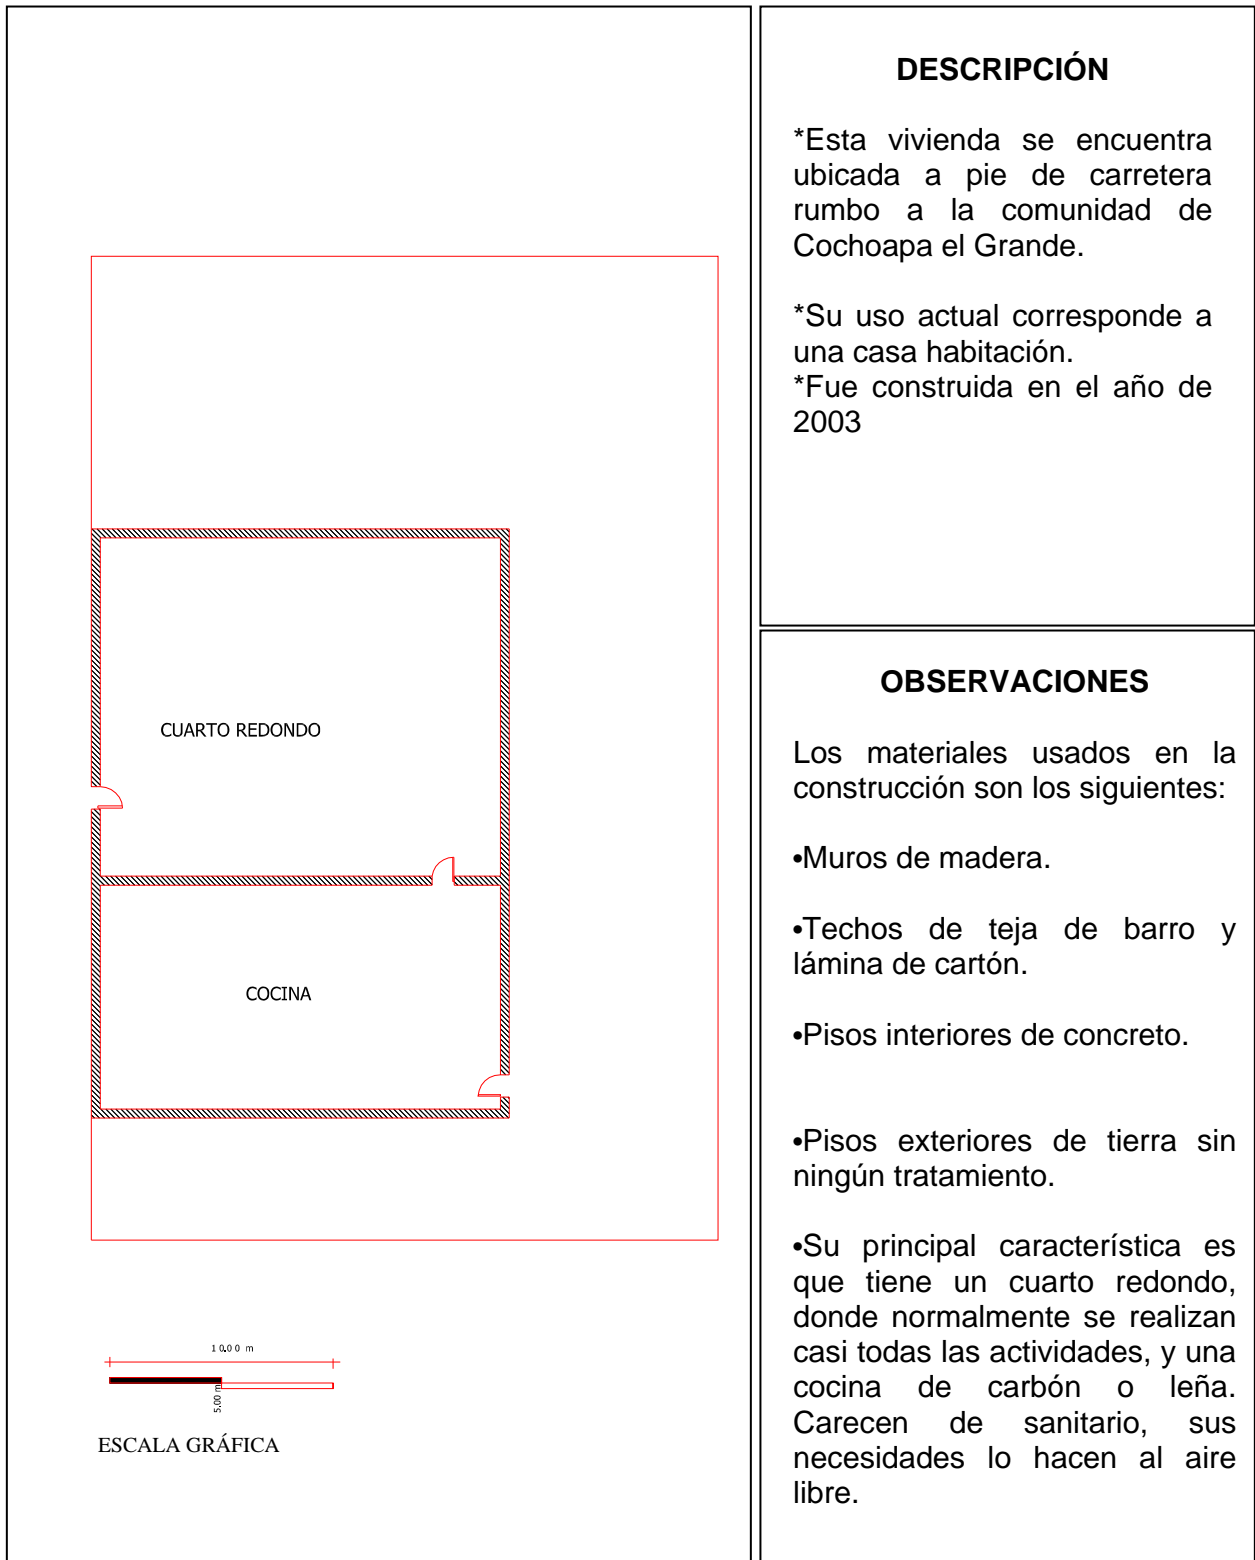 CUARTO REDONDO
COCINA
10.00 m
5.00 m
ESCALA GRÁFICA
DESCRIPCIÓN
*Esta vivienda se encuentra
ubicada a pie de carretera
rumbo a la comunidad de
Cochoapa el Grande.
*Su uso actual corresponde a
una casa habitación.
*Fue construida en el año de
2003
OBSERVACIONES
Los materiales usados en la
construcción son los siguientes:
•Muros de madera.
•Techos de teja de barro y
lámina de cartón.
•Pisos interiores de concreto.
•Pisos exteriores de tierra sin
ningún tratamiento.
•Su principal característica es
que tiene un cuarto redondo,
donde normalmente se realizan
casi todas las actividades, y una
cocina de carbón o leña.
Carecen de sanitario, sus
necesidades lo hacen al aire
libre.